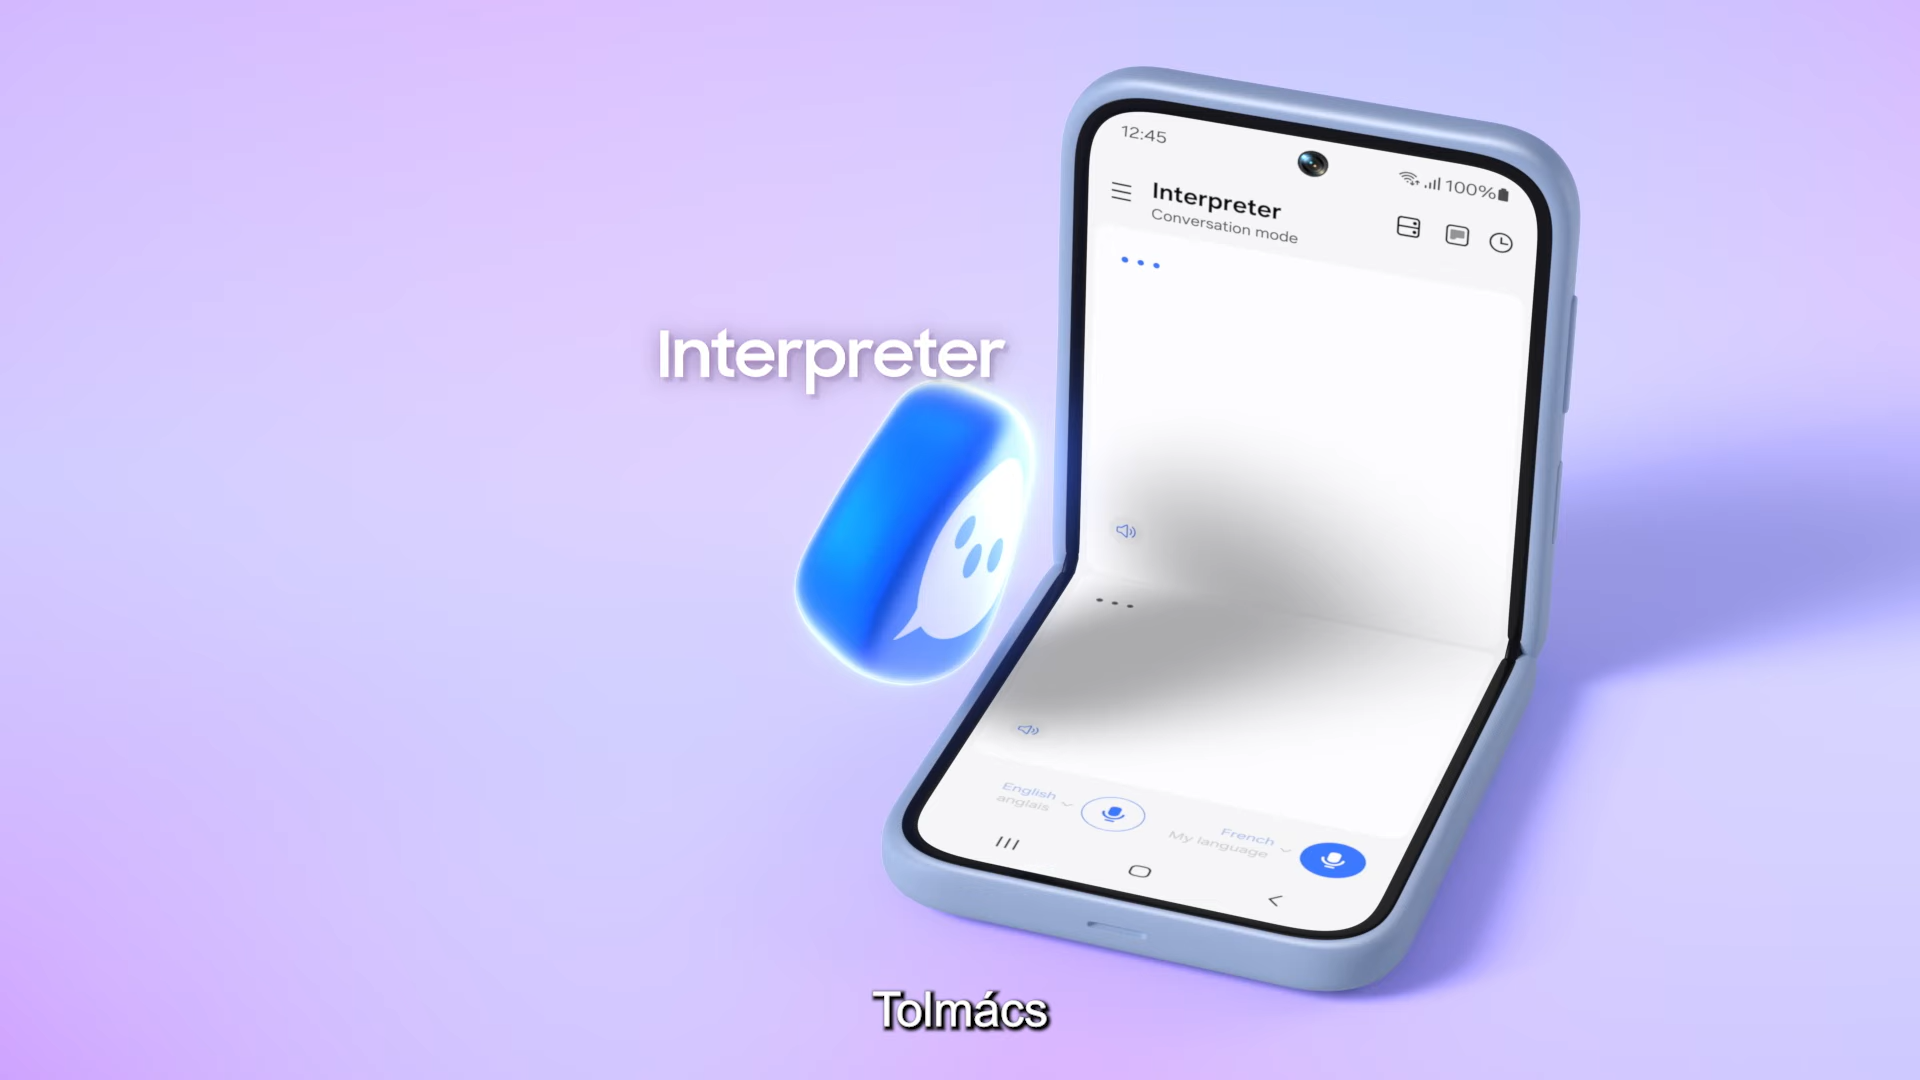 12:45
100%
Interpreter
Conversation mode
Interpreter
English
anglais
French
My language
Tolmács